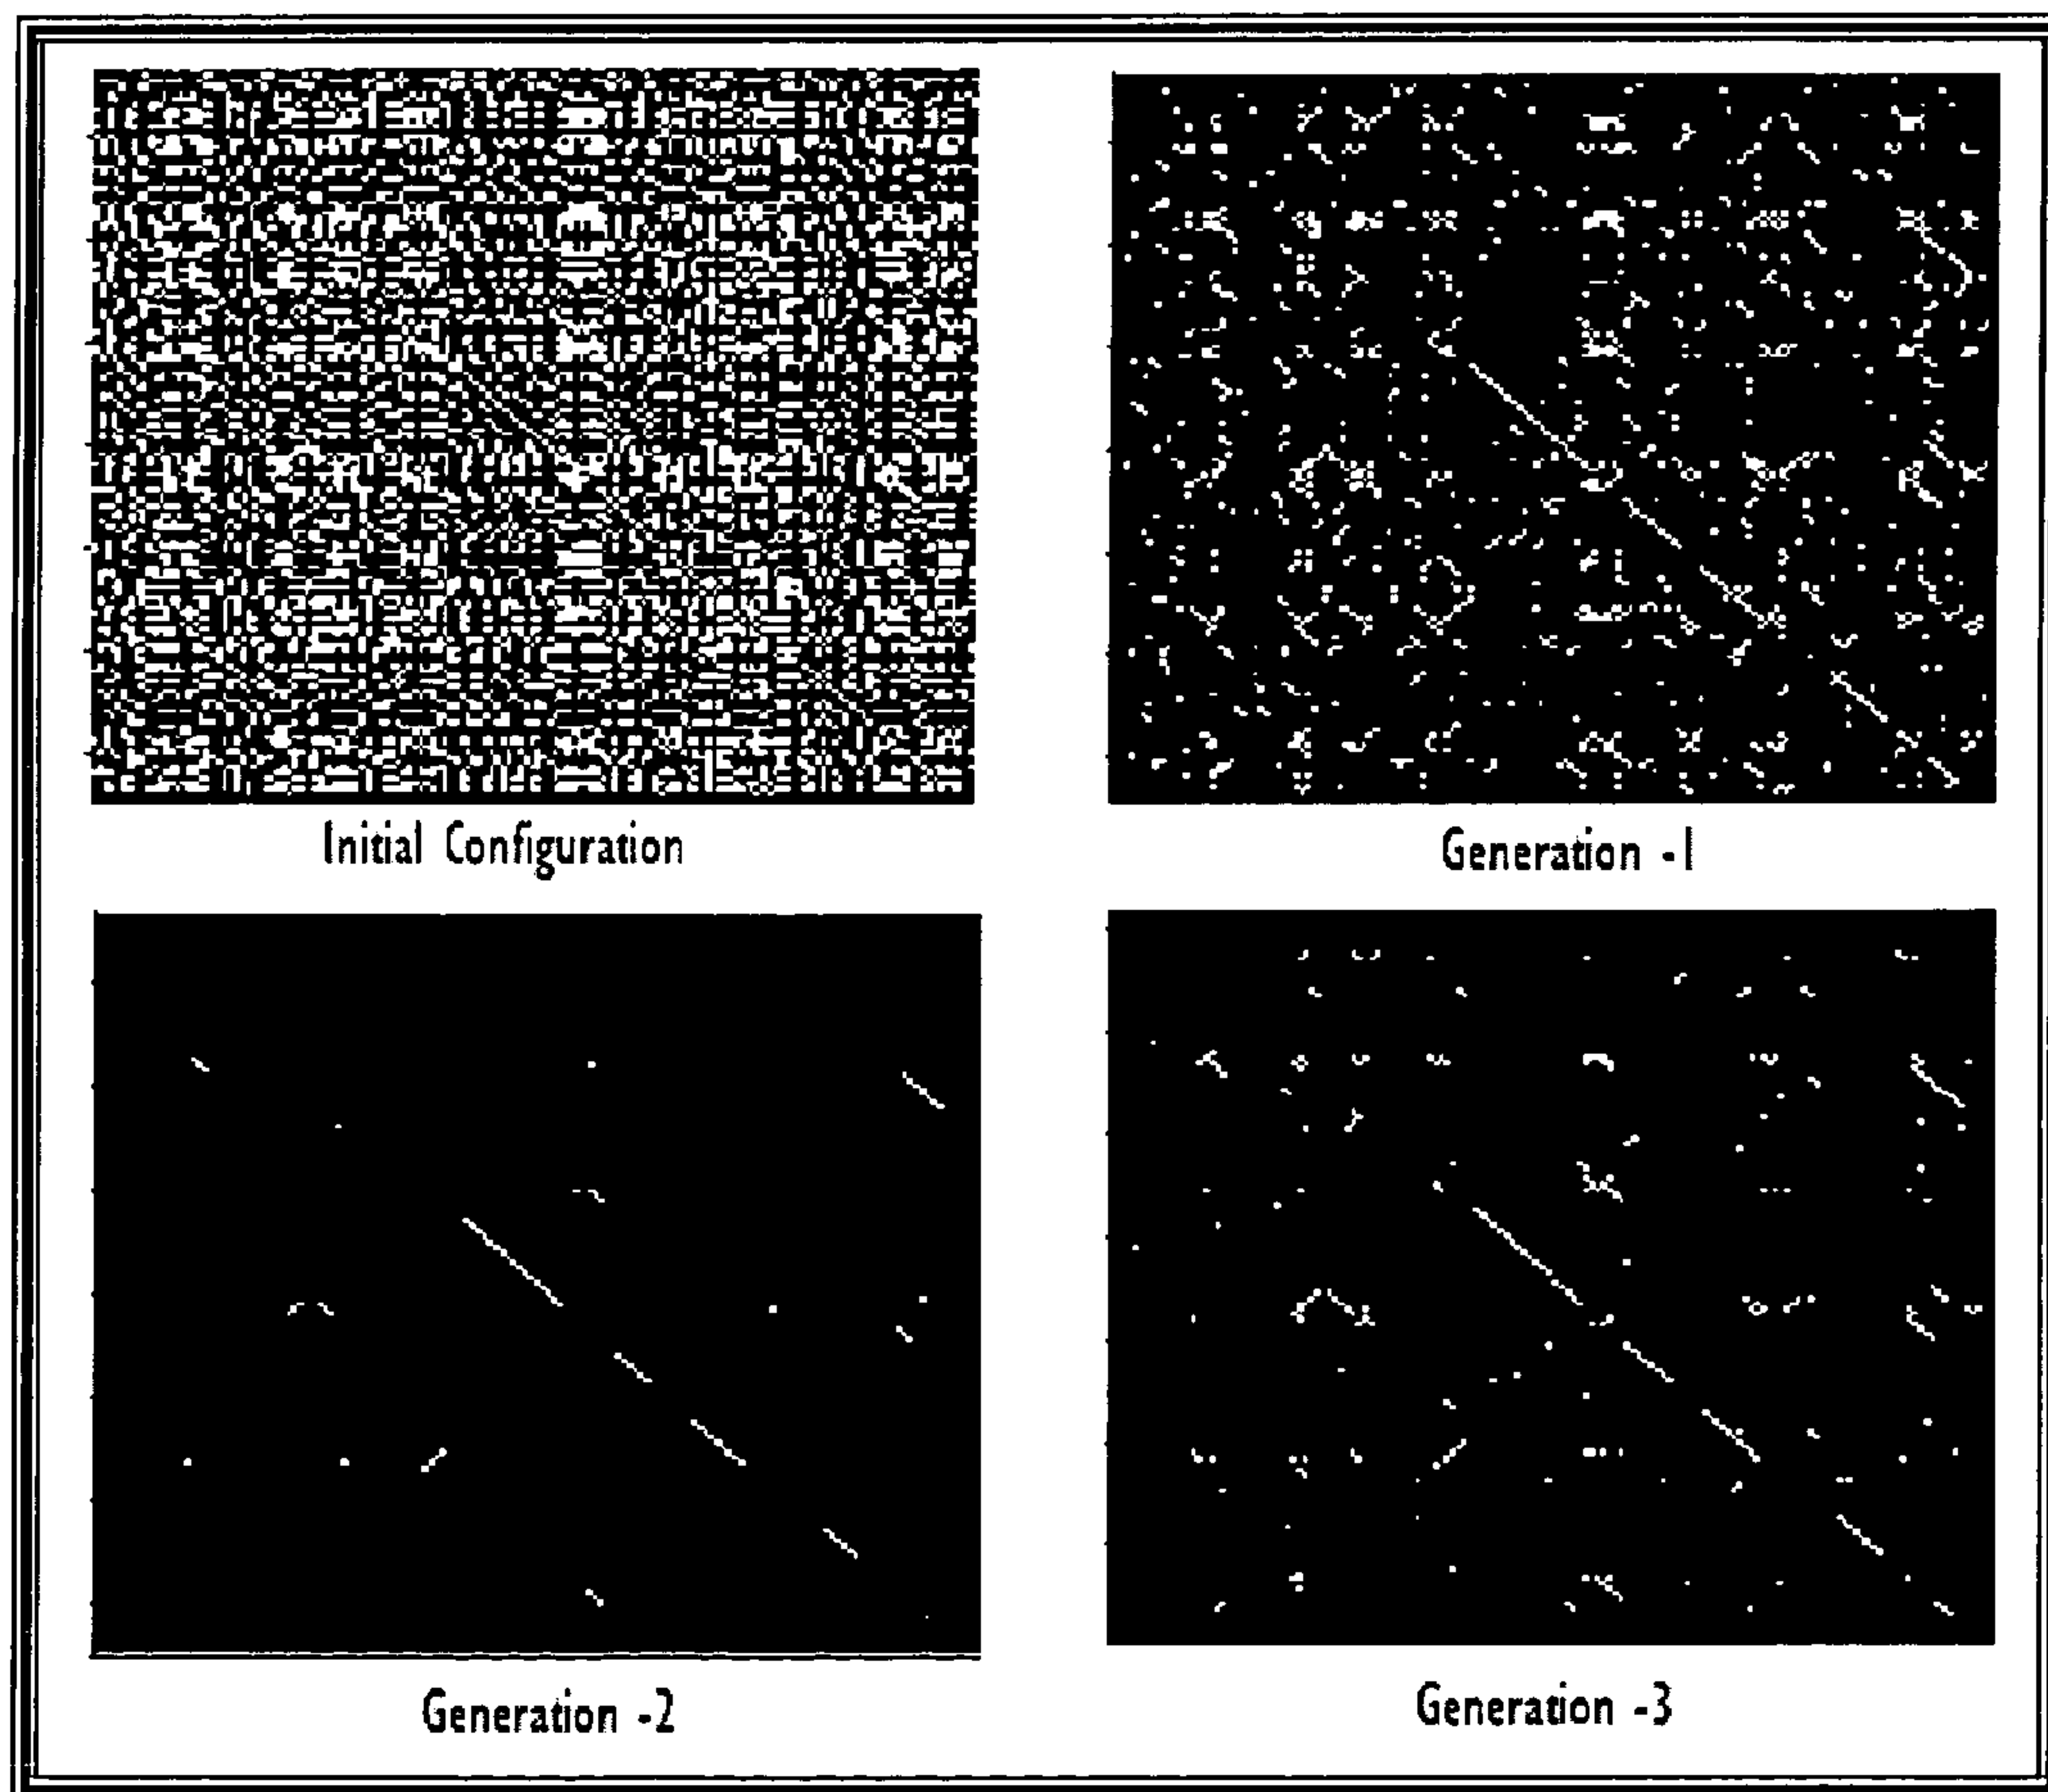 Initial Configuration
Generation -1
Generation -2
Generation -3